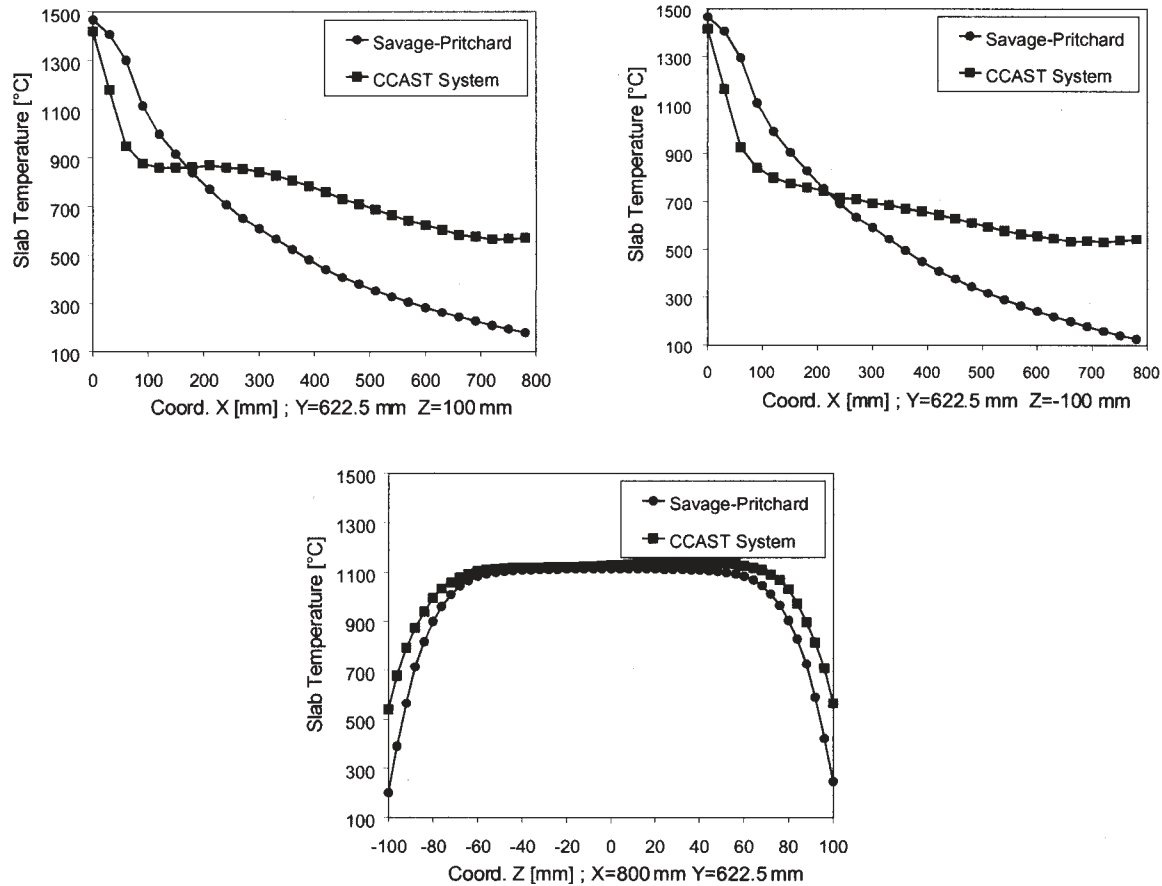 1500
1300
1100
900
700
500
300
100
Slab Temperature [°C]
Savage-Pritchard
CCAST System
0 100 200 300 400 500 600 700 800
Coord. X [mm] ; Y=622.5 mm Z=100 mm
1500
1300
1100
900
700
500
300
100
Slab Temperature [°C]
Savage-Pritchard
CCAST System
0 100 200 300 400 500 600 700 800
Coord. X [mm] ; Y=622.5 mm Z=-100 mm
1500
1300
1100
900
700
500
300
100
Slab Temperature [°C]
Savage-Pritchard
CCAST System
-100 -80 -60 -40 -20 0 20 40 60 80 100
Coord. Z [mm] ; X=800 mm Y=622.5 mm